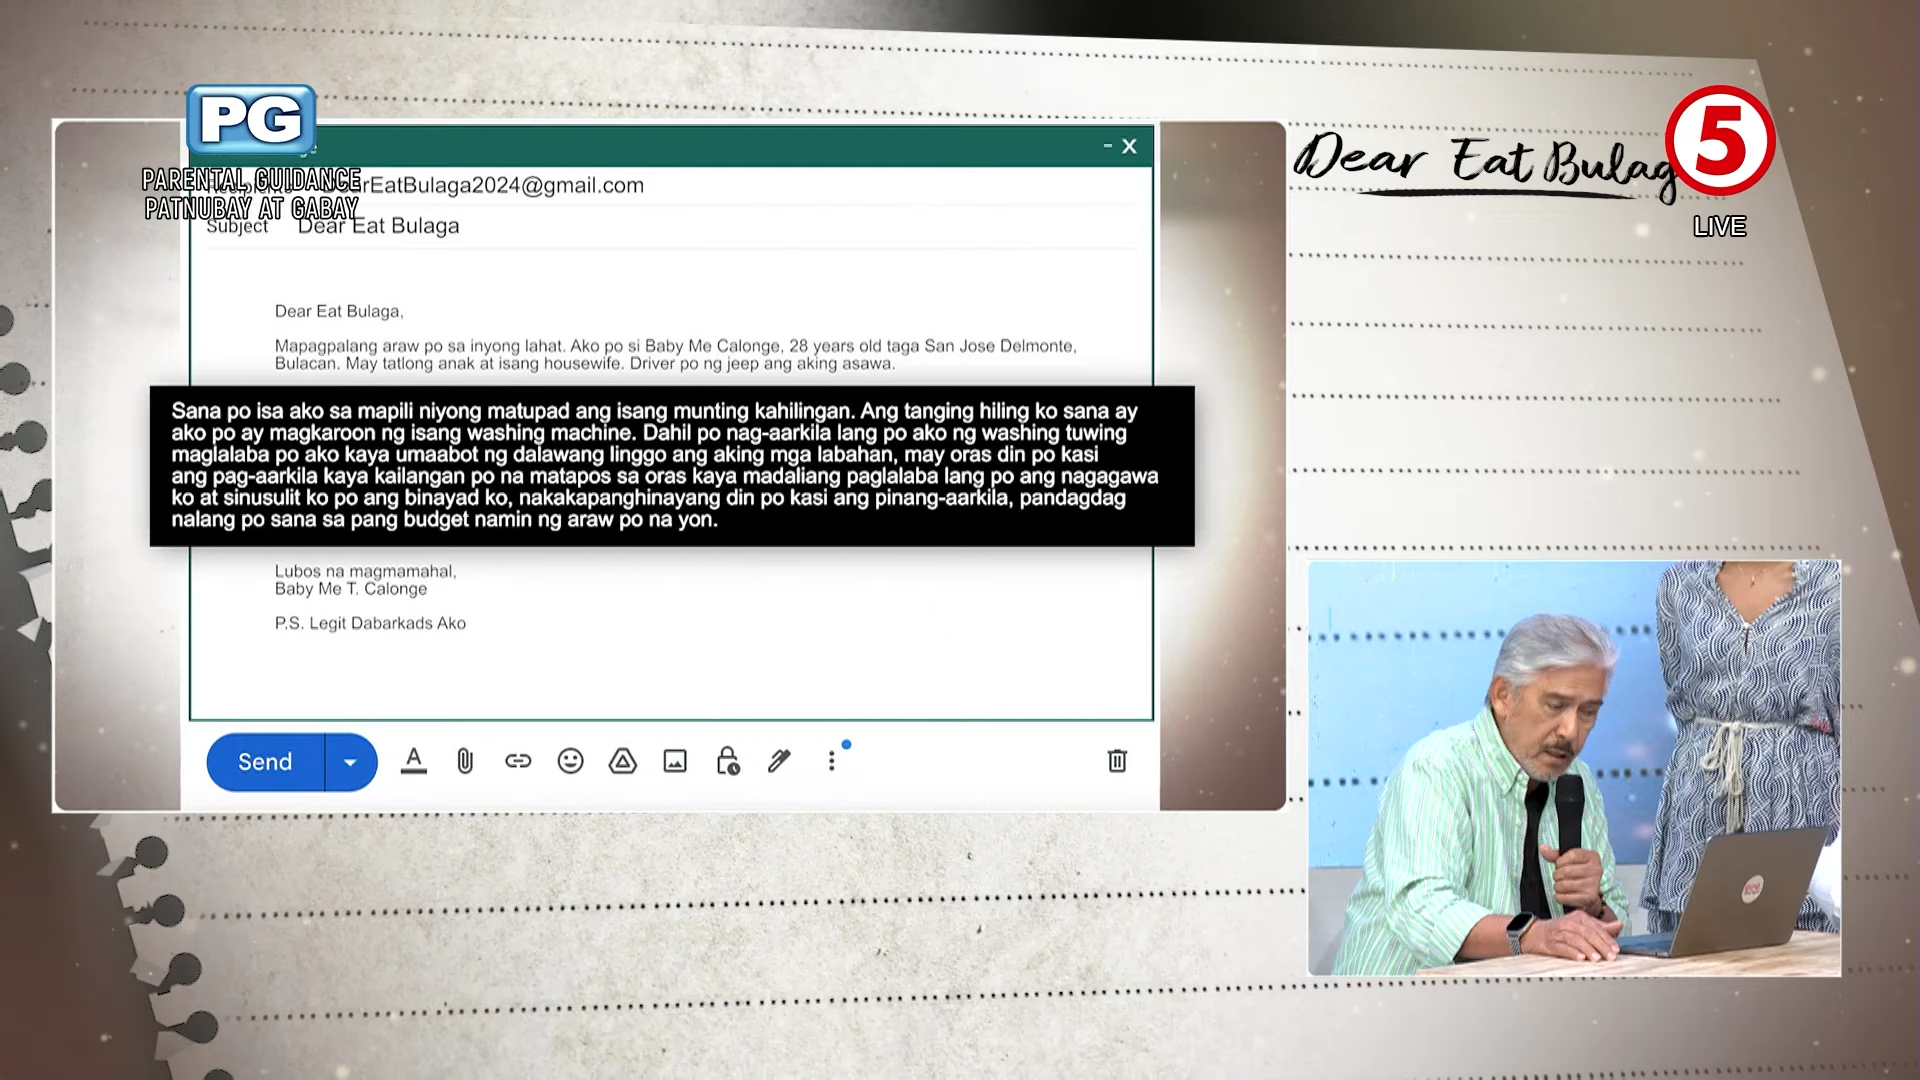 PG
PARENTAL GUIDANCE
PATNUBAY AT GABAY
- X
DearEatBulaga2024@gmail.com
Subject Dear Eat Bulaga
Dear Eat Bulaga,
Mapagpalang araw po sa inyong lahat. Ako po si Baby Me Calonge, 28 years old taga San Jose Delmonte,
Bulacan. May tatlong anak at isang housewife. Driver po ng jeep ang aking asawa.
Sana po isa ako sa mapili niyong matupad ang isang munting kahilingan. Ang tanging hiling ko sana ay
ako po ay magkaroon ng isang washing machine. Dahil po nag-aarkila lang po ako ng washing tuwing
maglalaba po ako kaya umaabot ng dalawang linggo ang aking mga labahan, may oras din po kasi
ang pag-aarkila kaya kailangan po na matapos sa oras kaya madaliang paglalaba lang po ang nagagawa
ko at sinusulit ko po ang binayad ko, nakakapanghinayang din po kasi ang pinang-aarkila, pandagdag
nalang po sana sa pang budget namin ng araw po na yon.
Lubos na magmamahal,
Baby Me T. Calonge
P.S. Legit Dabarkads Ako
Send
Dear Eat Bulag
5
LIVE